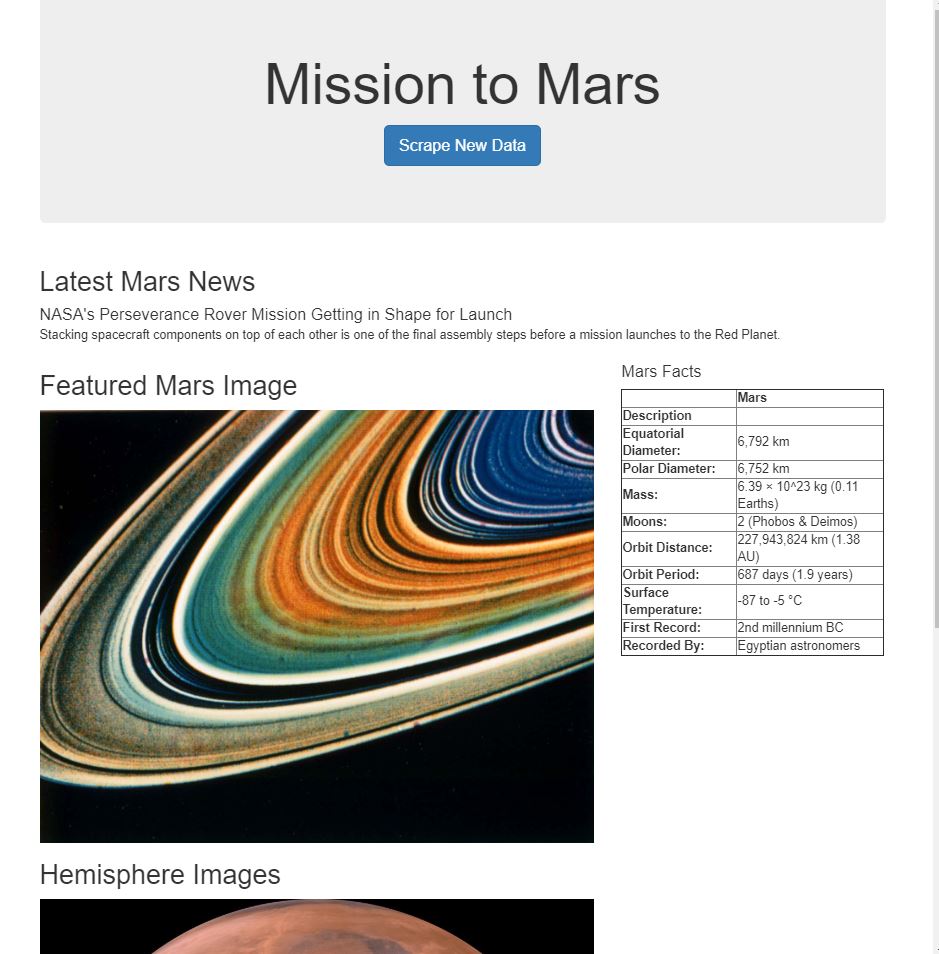 Mission to Mars
Scrape New Data
Latest Mars News
NASA's Perseverance Rover Mission Getting in Shape for Launch
Stacking spacecraft components on top of each other is one of the final assembly steps before a mission launches to the Red Planet.
Featured Mars Image
Mars Facts
Mars
Description
Equatorial
Diameter:
6,792 km
Polar Diameter:
6,752 km
Mass:
6.39 × 10^23 kg (0.11
Earths)
Moons:
2 (Phobos & Deimos)
Orbit Distance:
227,943,824 km (1.38
AU)
Orbit Period:
687 days (1.9 years)
Surface
Temperature:
-87 to -5 °C
First Record:
2nd millennium BC
Recorded By:
Egyptian astronomers
Hemisphere Images